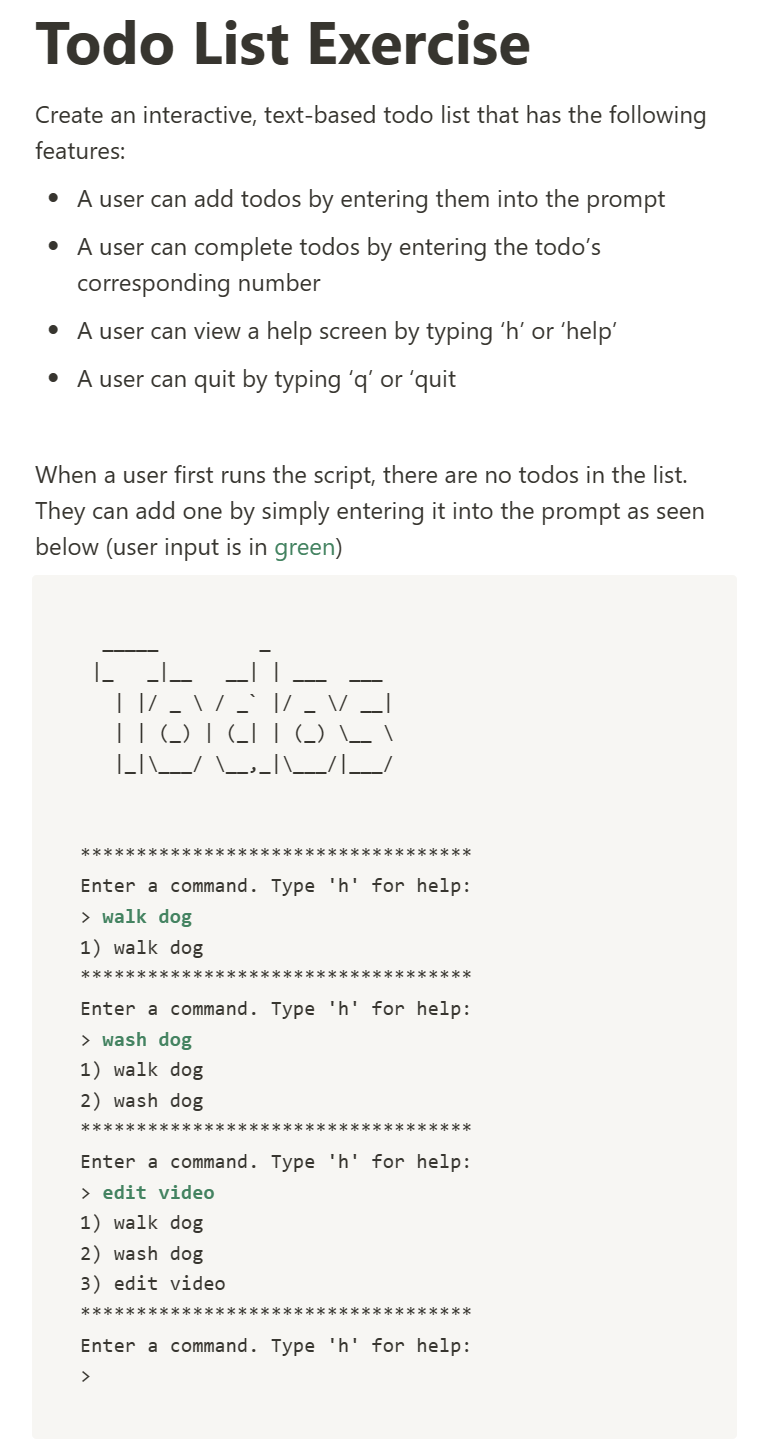 Todo List Exercise
Create an interactive, text-based todo list that has the following
features:
• A user can add todos by entering them into the prompt
• A user can complete todos by entering the todo’s
corresponding number
• A user can view a help screen by typing ‘h’ or ‘help’
• A user can quit by typing ‘q’ or ‘quit
When a user first runs the script, there are no todos in the list.
They can add one by simply entering it into the prompt as seen
below (user input is in green)
  _____         _
 |_   _|__   __| | ___  ___
   | |/ _ \ / _` |/ _ \/ __|
   | | (_) | (_| | (_) \__ \
   |_|\___/ \__,_|\___/|___/
***********************************
Enter a command. Type 'h' for help:
> walk dog
1) walk dog
***********************************
Enter a command. Type 'h' for help:
> wash dog
1) walk dog
2) wash dog
***********************************
Enter a command. Type 'h' for help:
> edit video
1) walk dog
2) wash dog
3) edit video
***********************************
Enter a command. Type 'h' for help:
>